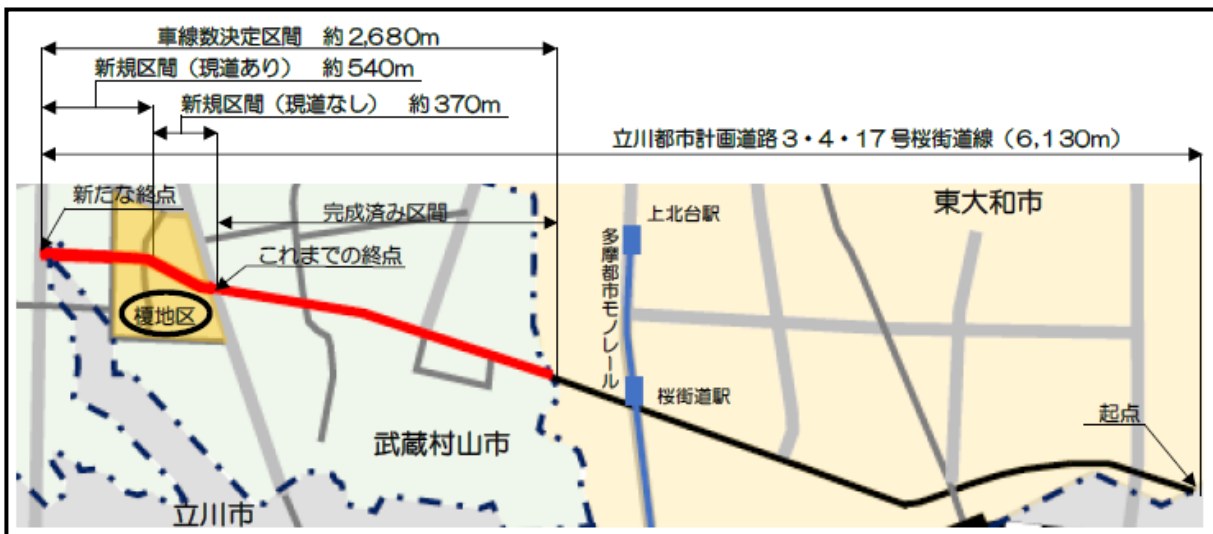 車線数決定区間　約2,680m
新規区間（現道あり）　約540m
新規区間（現道なし）　約370m
立川都市計画道路3・4・17号桜街道線（6,130m）
新たな終点
完成済み区間
これまでの終点
榎地区
上北台駅
東大和市
多摩都市モノレール
桜街道駅
起点
武蔵村山市
立川市